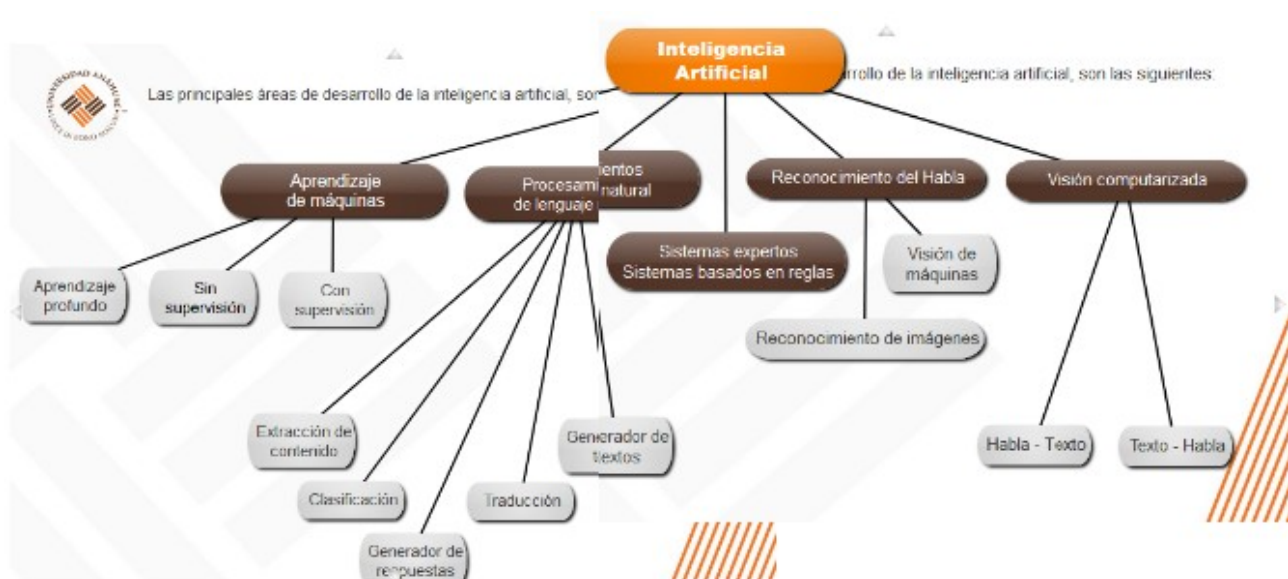 Inteligencia
Artificial
Las principales áreas de desarrollo de la inteligencia artificial, son
rrollo de la inteligencia artificial, son las siguientes:
UNIVERSIDAD ANÁHUAC
Aprendizaje
de máquinas
Procesami
de lenguaje
ientos
natural
Sistemas expertos
Sistemas basados en reglas
Reconocimiento del Habla
Visión computarizada
Aprendizaje
profundo
Sin
supervisión
Con
supervisión
Visión de
máquinas
Reconocimiento de imágenes
Extracción de
contenido
Clasificación
Generador de
respuestas
Traducción
Generador de
textos
Habla - Texto
Texto - Habla